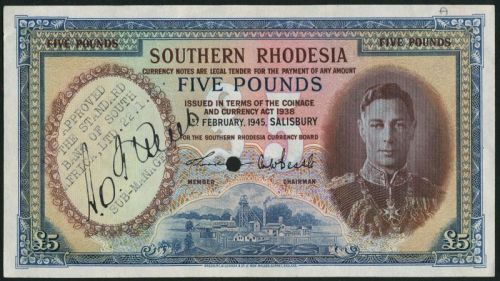 A
FIVE POUNDS
FIVE POUNDS
SOUTHERN RHODESIA
CURRENCY NOTES ARE LEGAL TENDER FOR THE PAYMENT OF ANY AMOUNT
FIVE POUNDS
ISSUED IN TERMS OF THE COINAGE
AND CURRENCY ACT 1938
FEBRUARY, 1945, SALISBURY
FOR THE SOUTHERN RHODESIA CURRENCY BOARD
MEMBER
CHAIRMAN
THE STANDARD
BANK OF SOUTH
£5
£5